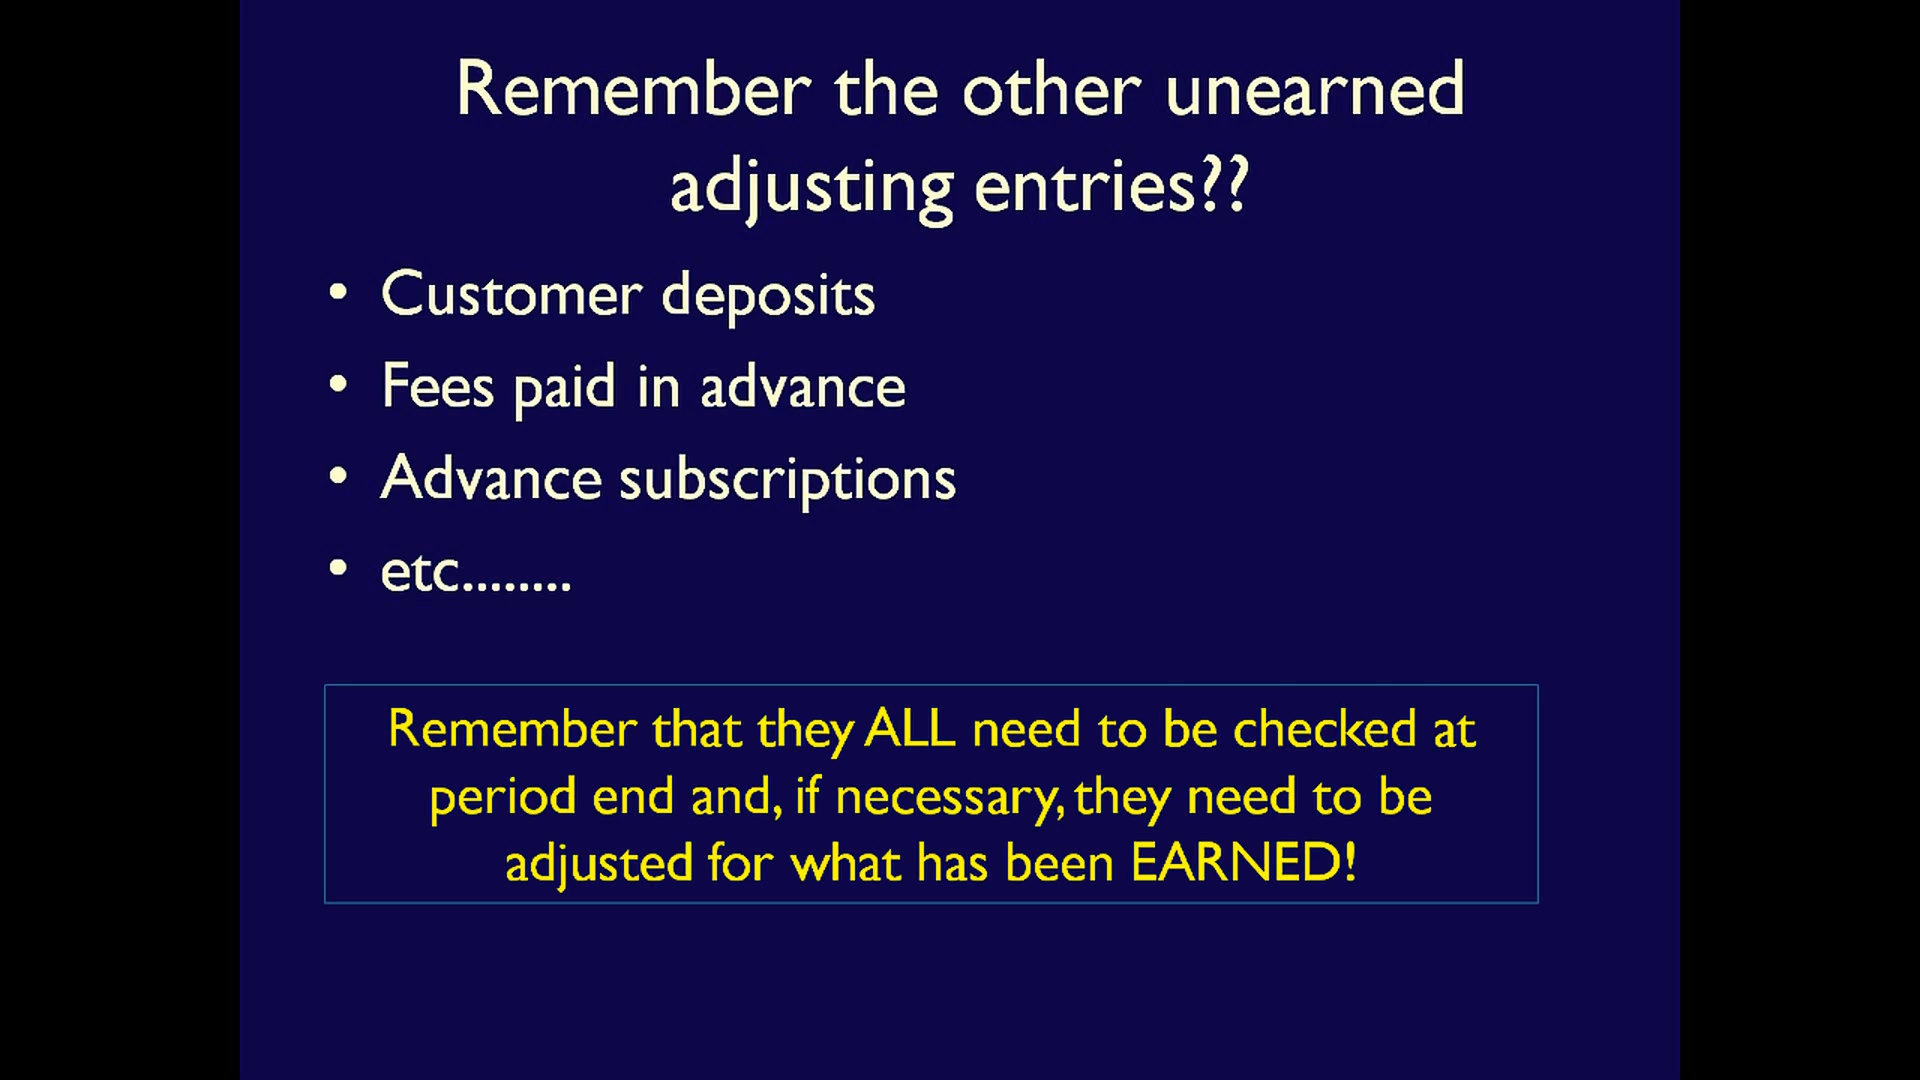 Remember the other unearned
adjusting entries??
• Customer deposits
• Fees paid in advance
• Advance subscriptions
• etc........
Remember that they ALL need to be checked at
period end and, if necessary, they need to be
adjusted for what has been EARNED!